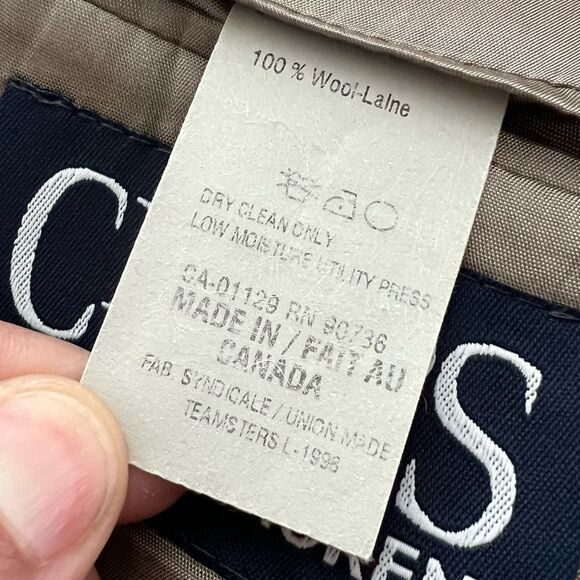 100 % Wool-Laine
DRY CLEAN ONLY
LOW MOISTURE UTILITY PRESS
CA-01129 RN 90736
MADE IN / FAIT AU
CANADA
FAB. SYNDICALE / UNION MADE
TEAMSTERS L-1998
C
S